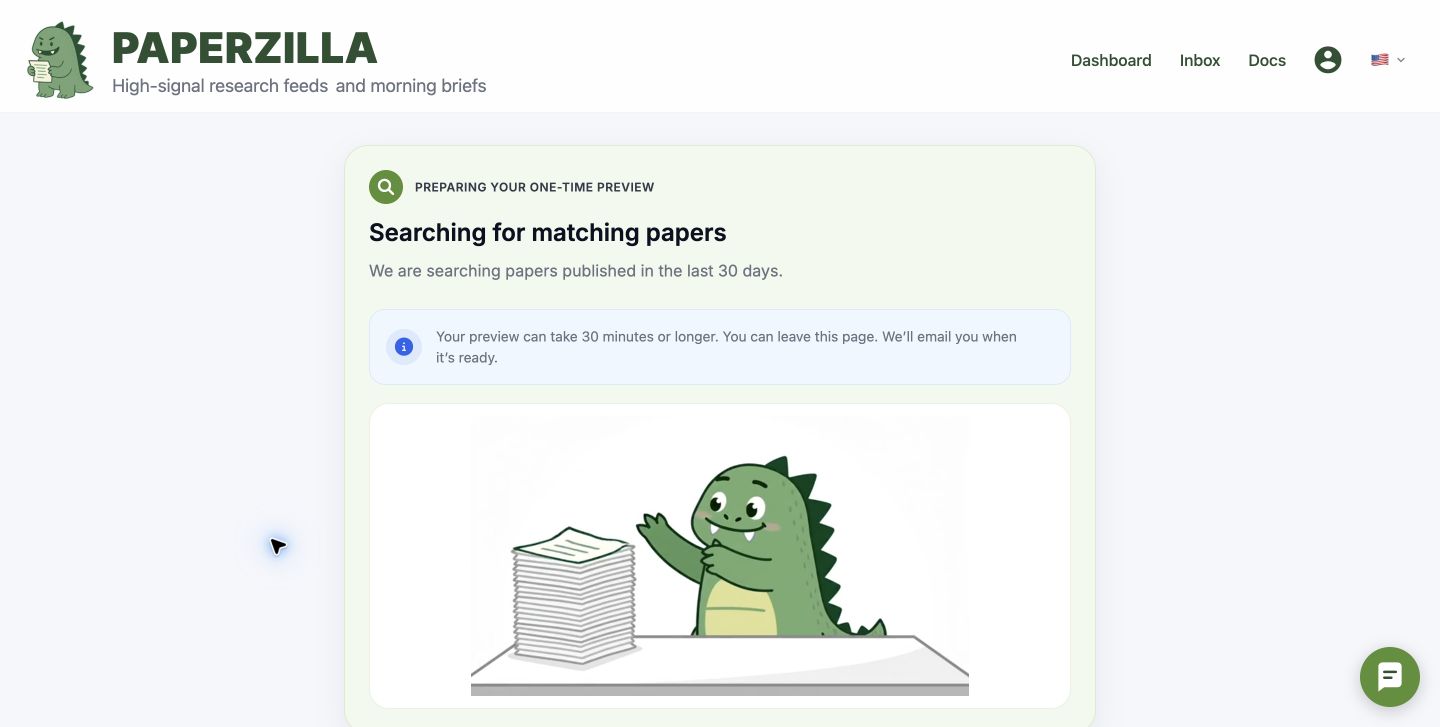 PAPERZILLA
High-signal research feeds and morning briefs
Dashboard
Inbox
Docs
PREPARING YOUR ONE-TIME PREVIEW
Searching for matching papers
We are searching papers published in the last 30 days.
Your preview can take 30 minutes or longer. You can leave this page. We’ll email you when
it’s ready.